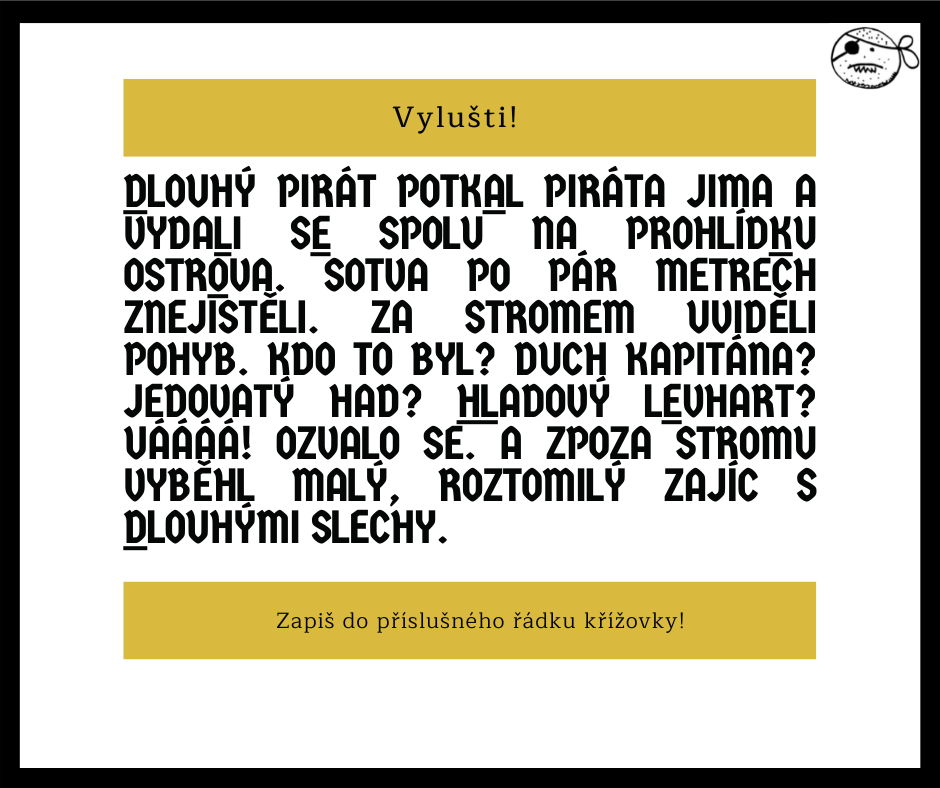 Vylušti!
DLOUHÝ PIRÁT POTKAL PIRÁTA JIMA A
VYDALI SE SPOLU NA PROHLÍDKU
OSTROVA. SOTVA PO PÁR METRECH
ZNEJISTĚLI. ZA STROMEM UVIDĚLI
POHYB. KDO TO BYL? DUCH KAPITÁNA?
JEDOVATÝ HAD? HLADOVÝ LEVHART?
UÁÁÁÁ! OZVALO SE. A ZPOZA STROMU
VYBĚHL MALÝ, ROZTOMILÝ ZAJÍC S
DLOUHÝMI SLECHY.
Zapiš do příslušného řádku křížovky!